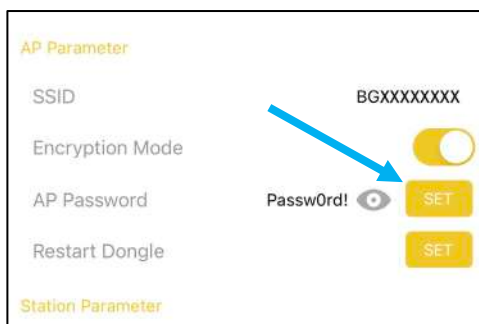 AP Parameter
SSID BGXXXXXXXX
Encryption Mode
AP Password Passw0rd! SET
Restart Dongle SET
Station Parameter